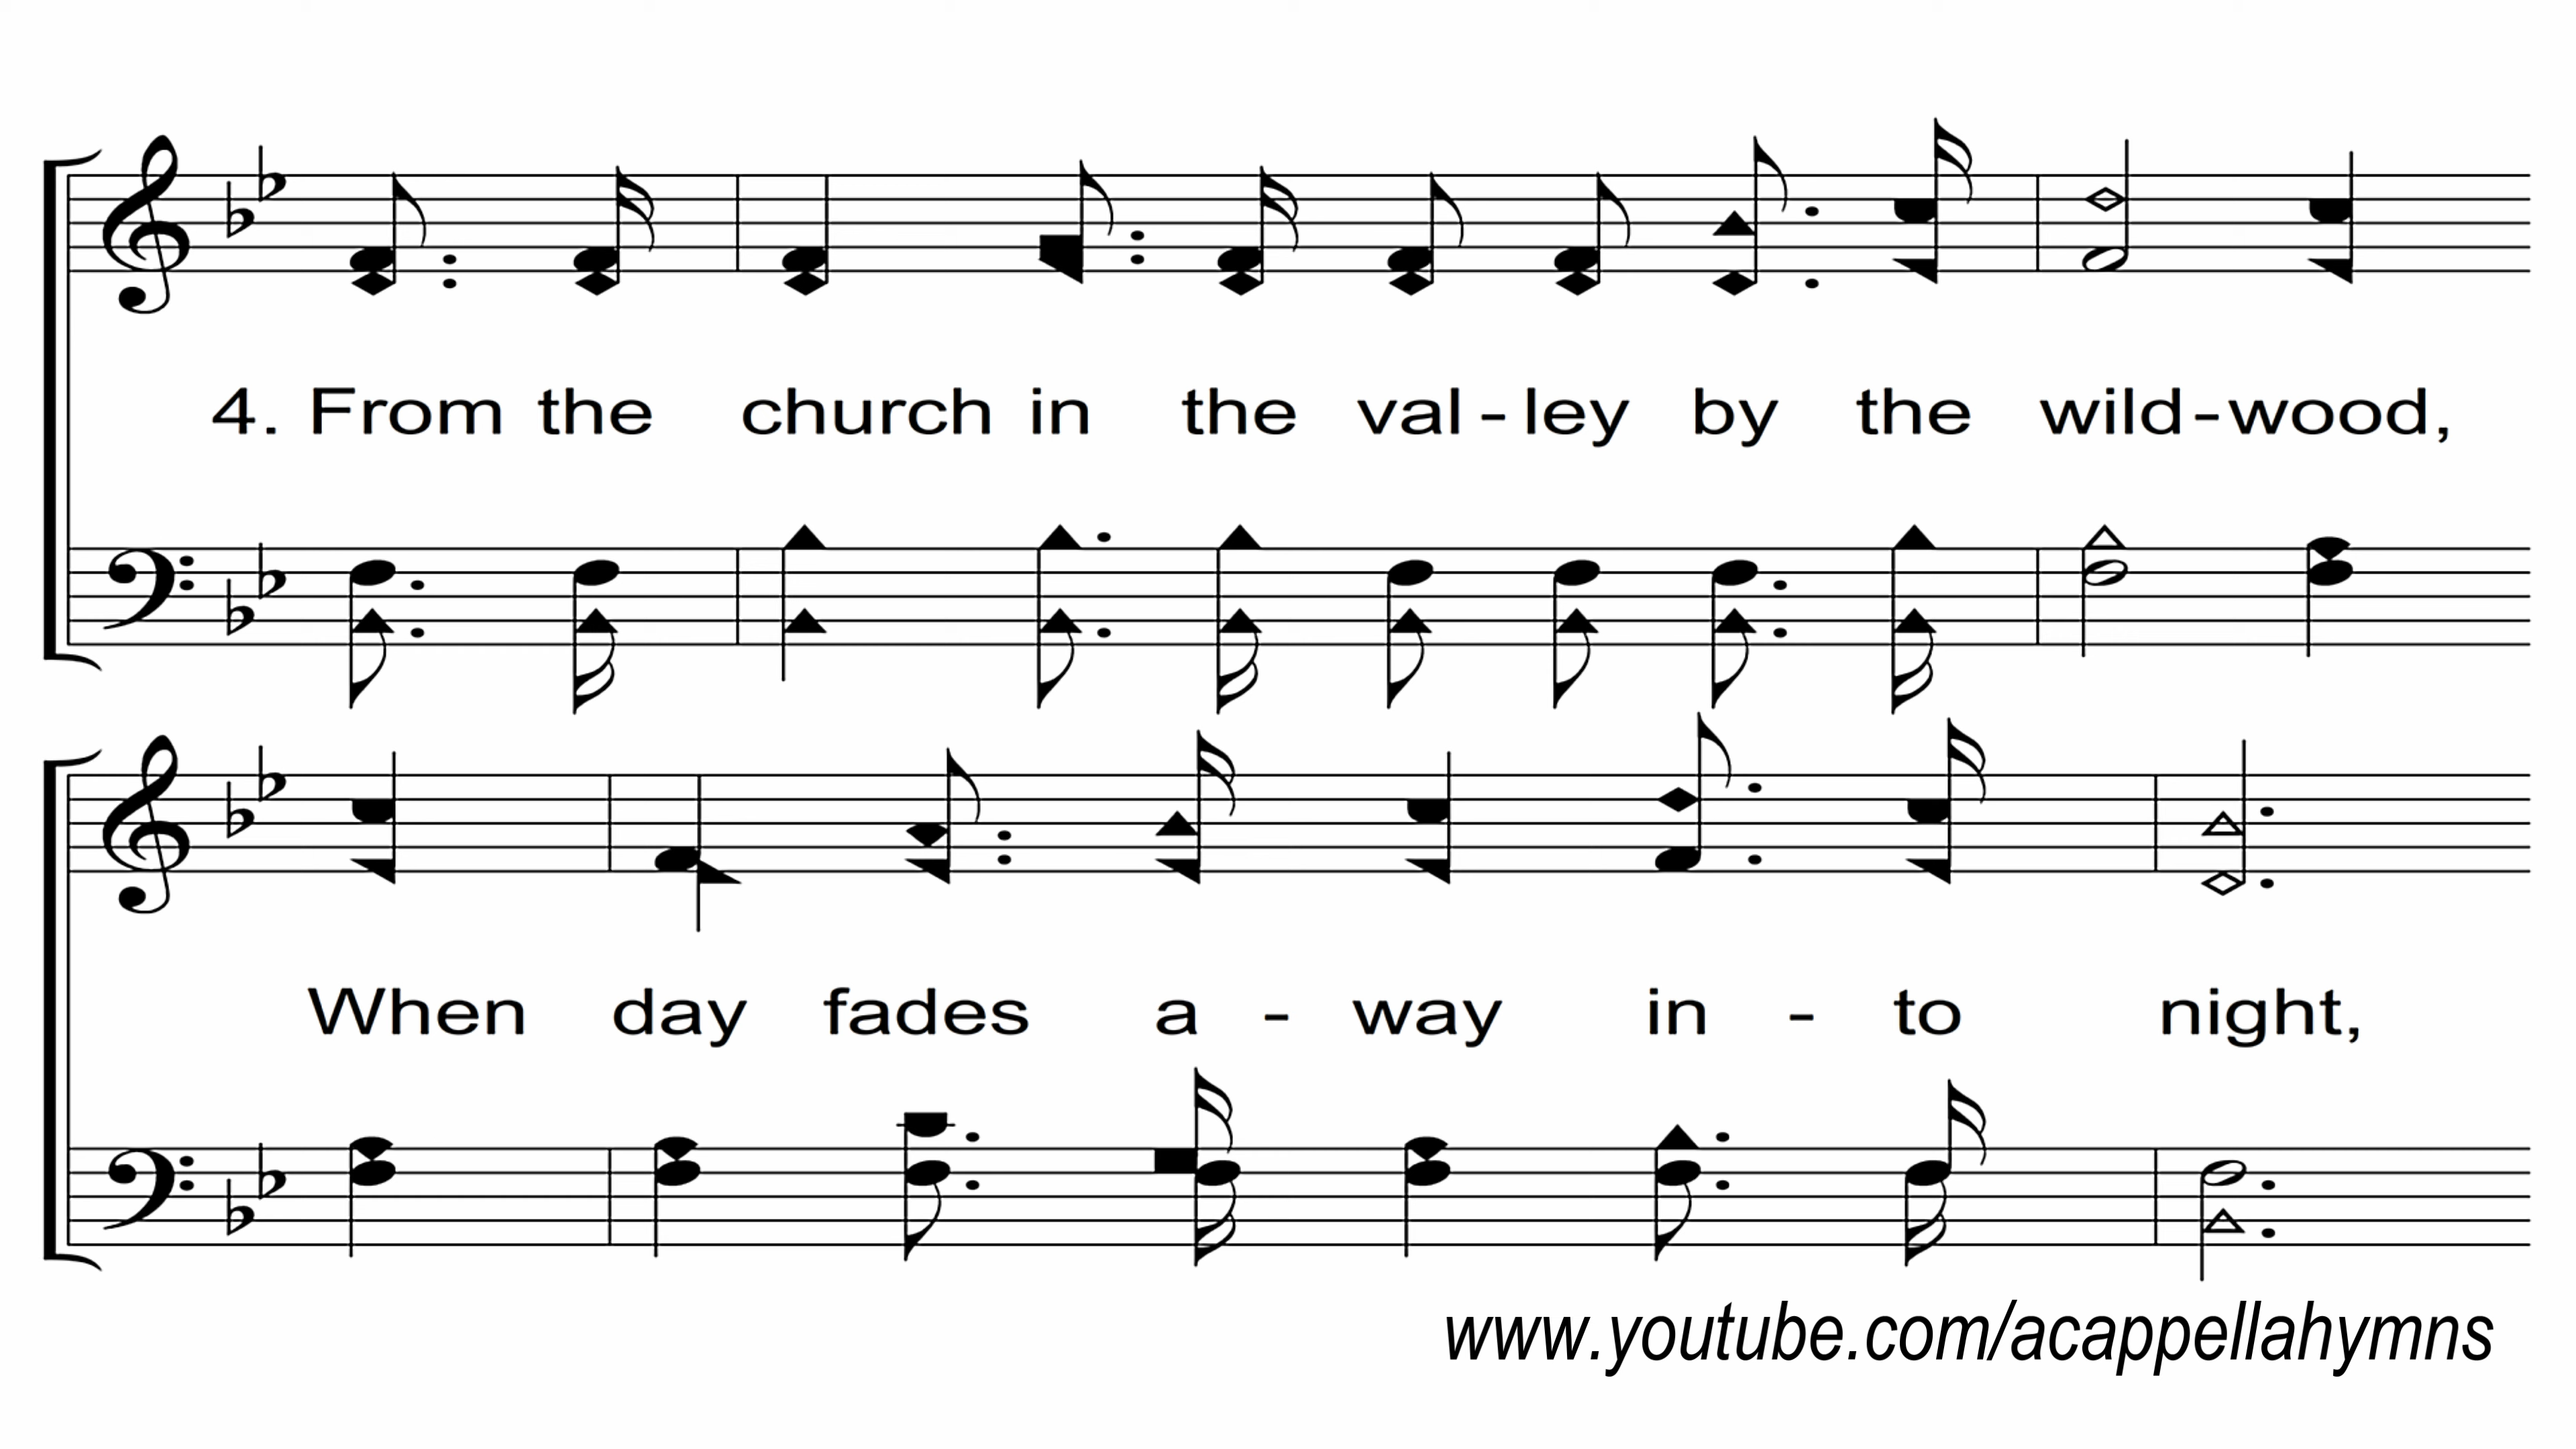 4. From the church in the val-ley by the wild-wood,
When day fades a - way in - to night,
www.youtube.com/acappellahymns